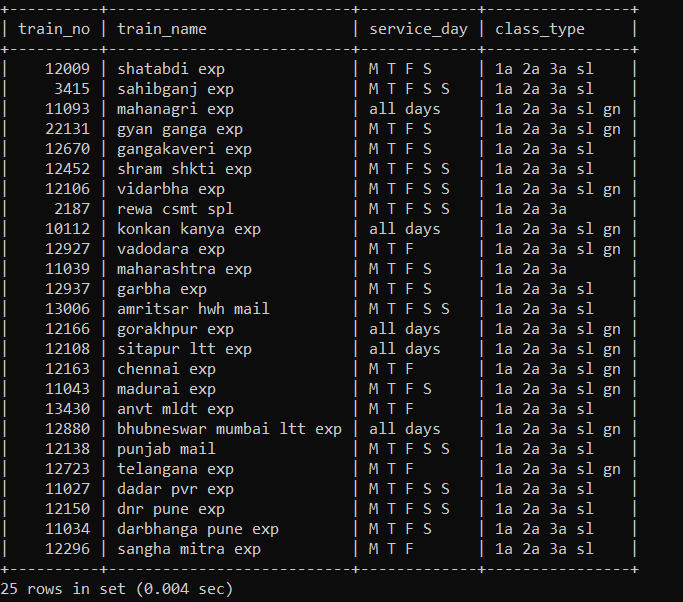 +----------+---------------------------+-------------+----------------+
| train_no | train_name                | service_day | class_type     |
+----------+---------------------------+-------------+----------------+
|    12009 | shatabdi exp              | M T F S     | 1a 2a 3a sl    |
|     3415 | sahibganj exp             | M T F S S   | 1a 2a 3a sl    |
|    11093 | mahanagri exp             | all days    | 1a 2a 3a sl gn |
|    22131 | gyan ganga exp            | M T F S     | 1a 2a 3a sl gn |
|    12670 | gangakaveri exp           | M T F S     | 1a 2a 3a sl    |
|    12452 | shram shkti exp           | M T F S S   | 1a 2a 3a sl    |
|    12106 | vidarbha exp              | M T F S S   | 1a 2a 3a sl gn |
|     2187 | rewa csmt spl             | M T F S S   | 1a 2a 3a       |
|    10112 | konkan kanya exp          | all days    | 1a 2a 3a sl gn |
|    12927 | vadodara exp              | M T F       | 1a 2a 3a sl gn |
|    11039 | maharashtra exp           | M T F S     | 1a 2a 3a       |
|    12937 | garbha exp                | M T F S     | 1a 2a 3a sl    |
|    13006 | amritsar hwh mail         | M T F S S   | 1a 2a 3a sl    |
|    12166 | gorakhpur exp             | all days    | 1a 2a 3a sl gn |
|    12108 | sitapur ltt exp           | all days    | 1a 2a 3a sl gn |
|    12163 | chennai exp               | M T F       | 1a 2a 3a sl gn |
|    11043 | madurai exp               | M T F S     | 1a 2a 3a sl gn |
|    13430 | anvt mldt exp             | M T F       | 1a 2a 3a sl    |
|    12880 | bhubneswar mumbai ltt exp | all days    | 1a 2a 3a sl gn |
|    12138 | punjab mail               | M T F S S   | 1a 2a 3a sl    |
|    12723 | telangana exp             | M T F       | 1a 2a 3a sl gn |
|    11027 | dadar pvr exp             | M T F S S   | 1a 2a 3a sl    |
|    12150 | dnr pune exp              | M T F S S   | 1a 2a 3a sl    |
|    11034 | darbhanga pune exp        | M T F S     | 1a 2a 3a sl    |
|    12296 | sangha mitra exp          | M T F       | 1a 2a 3a sl    |
+----------+---------------------------+-------------+----------------+
25 rows in set (0.004 sec)